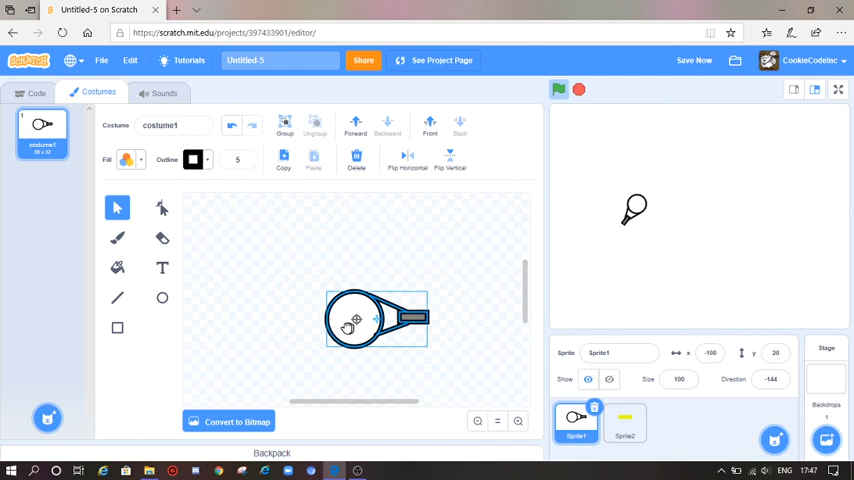 Untitled-5 on Scratch
https://scratch.mit.edu/projects/397433901/editor/
SCRATCH File Edit Tutorials Untitled-5 Share See Project Page Save Now CookieCodeInc
Code Costumes Sounds
1
costume1
68 x 32
Costume costume1 Group Ungroup Forward Backward Front Back
Fill Outline 5 Copy Paste Delete Flip Horizontal Flip Vertical
T
Convert to Bitmap
Backpack
Sprite Sprite1 x -100 y 20
Show Size 100 Direction -144
Sprite1 Sprite2
Stage
Backdrops
1
ENG 17:47